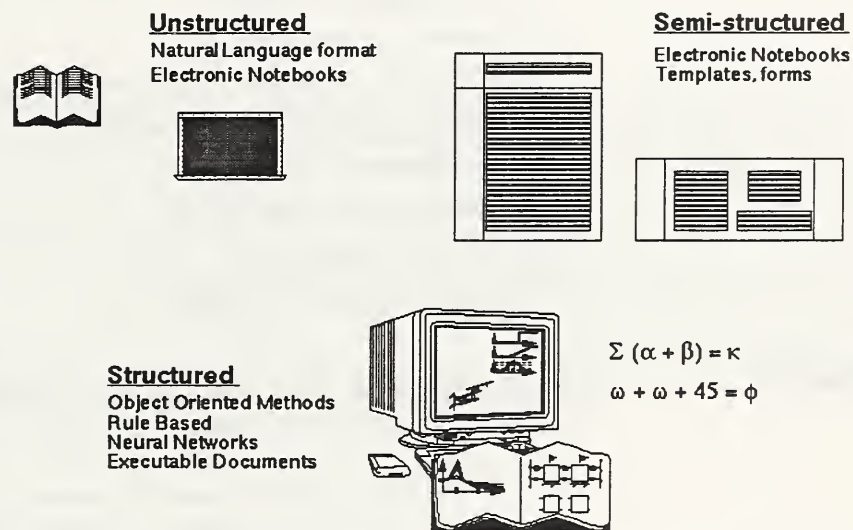 Unstructured
Natural Language format
Electronic Notebooks
Semi-structured
Electronic Notebooks
Templates, forms
Structured
Object Oriented Methods
Rule Based
Neural Networks
Executable Documents
Σ (α + β) = κ
ω + ω + 45 = φ